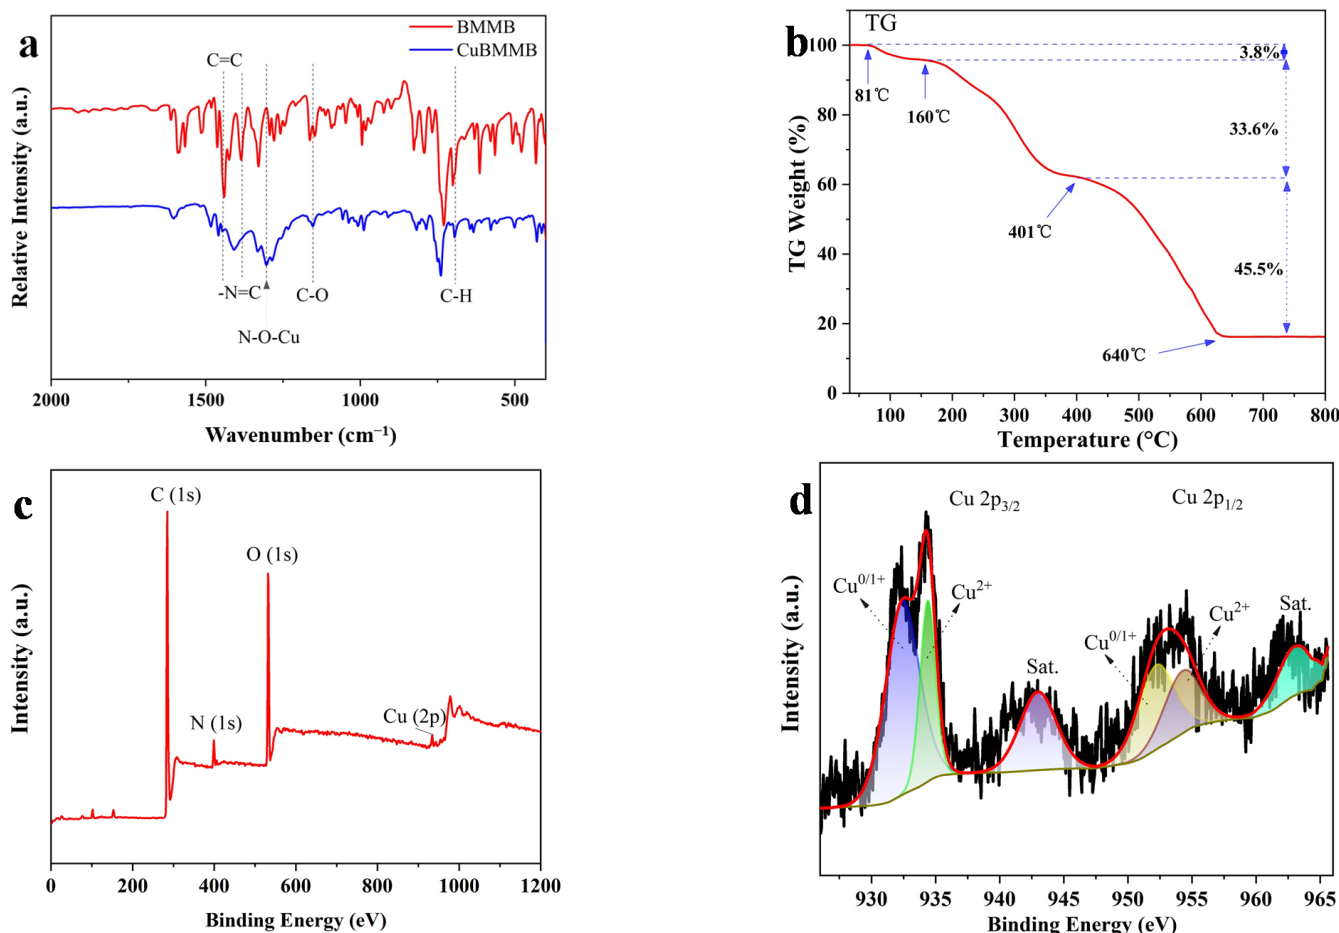 a
BMMB
CuBMMB
C=C
-N=C
C-O
C-H
N-O-Cu
Relative Intensity (a.u.)
2000
1500
1000
500
Wavenumber (cm⁻¹)
b
TG
100
80
60
40
20
0
3.8%
33.6%
45.5%
81℃
160℃
401℃
640℃
TG Weight (%)
100
200
300
400
500
600
700
800
Temperature (°C)
c
C (1s)
O (1s)
N (1s)
Cu (2p)
Intensity (a.u.)
0
200
400
600
800
1000
1200
Binding Energy (eV)
d
Cu 2p₃/₂
Cu 2p₁/₂
Cu⁰/¹⁺
Cu²⁺
Sat.
Cu⁰/¹⁺
Cu²⁺
Sat.
Intensity (a.u.)
930
935
940
945
950
955
960
965
Binding Energy (eV)